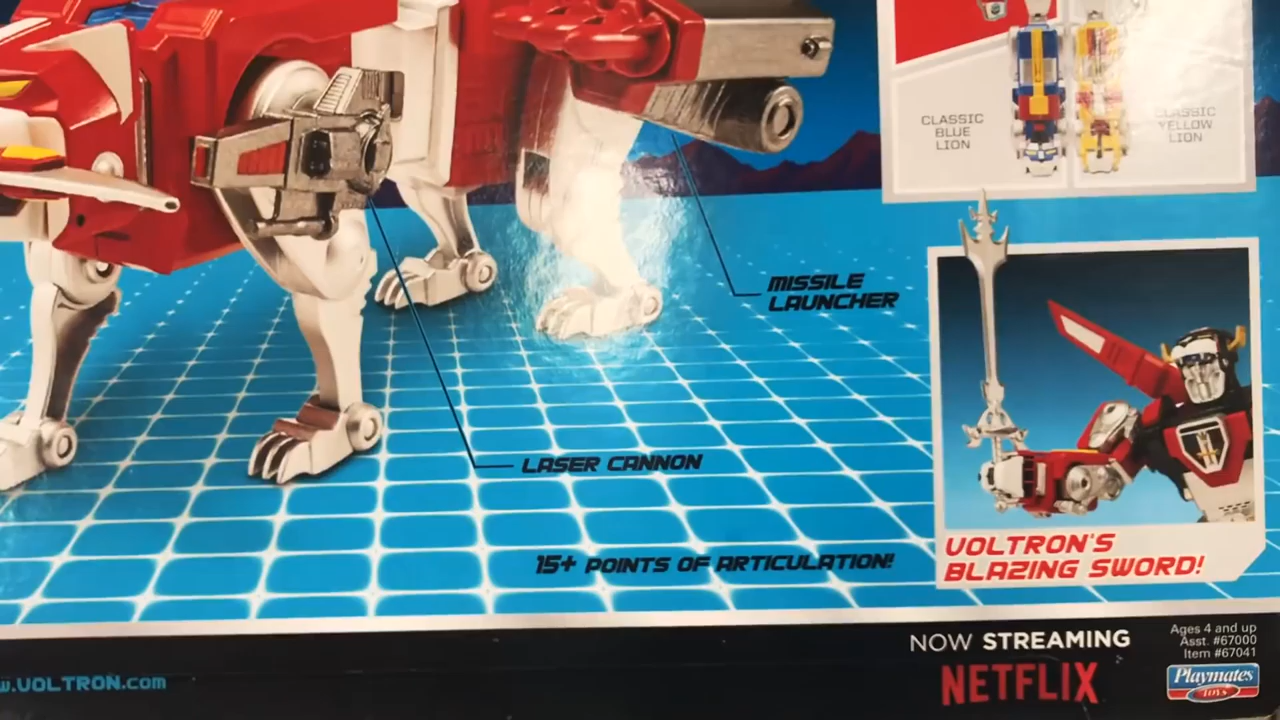 CLASSIC
BLUE
LION
CLASSIC
YELLOW
LION
MISSILE
LAUNCHER
LASER CANNON
15+ POINTS OF ARTICULATION!
VOLTRON'S
BLAZING SWORD!
NOW STREAMING
NETFLIX
Ages 4 and up
Asst. #67000
Item #67041
Playmates
TOYS
w.VOLTRON.com